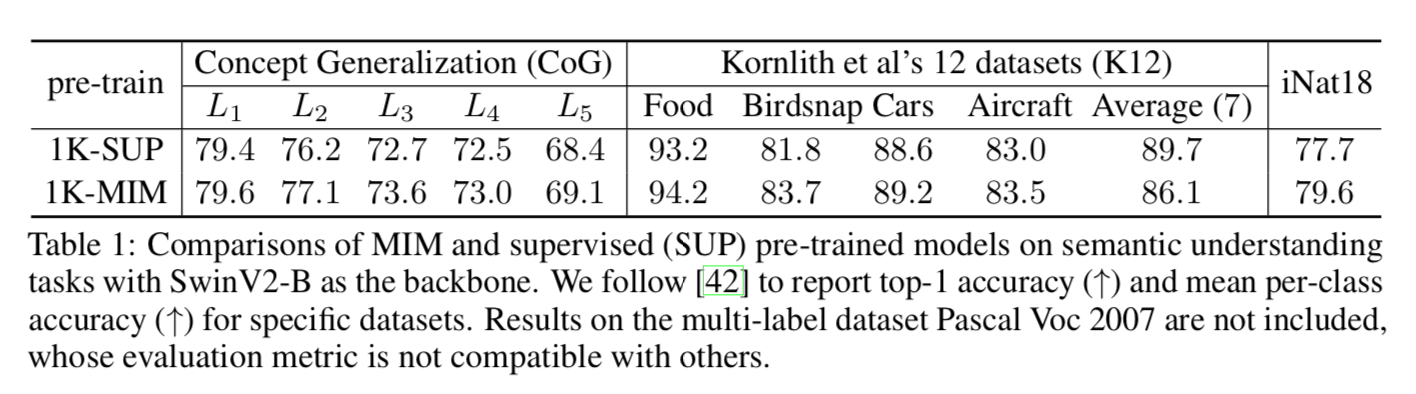 pre-train Concept Generalization (CoG) Kornlith et al's 12 datasets (K12) iNat18
L1 L2 L3 L4 L5 Food Birdsnap Cars Aircraft Average (7)
1K-SUP 79.4 76.2 72.7 72.5 68.4 93.2 81.8 88.6 83.0 89.7 77.7
1K-MIM 79.6 77.1 73.6 73.0 69.1 94.2 83.7 89.2 83.5 86.1 79.6
Table 1: Comparisons of MIM and supervised (SUP) pre-trained models on semantic understanding
tasks with SwinV2-B as the backbone. We follow [42] to report top-1 accuracy (↑) and mean per-class
accuracy (↑) for specific datasets. Results on the multi-label dataset Pascal Voc 2007 are not included,
whose evaluation metric is not compatible with others.